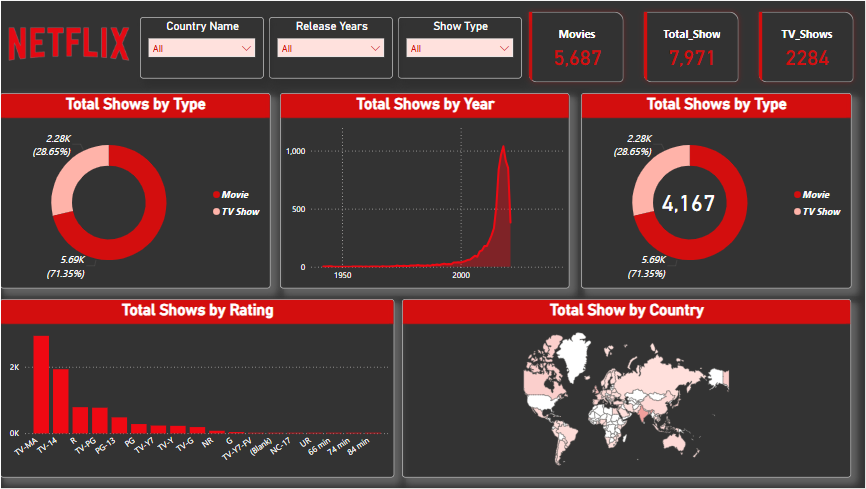 NETFLIX
Country Name
All
Release Years
All
Show Type
All
Movies
5,687
Total_Show
7,971
TV_Shows
2284
Total Shows by Type
2.28K
(28.65%)
5.69K
(71.35%)
Movie
TV Show
Total Shows by Year
1,000
500
0
1950
2000
Total Shows by Type
2.28K
(28.65%)
4,167
5.69K
(71.35%)
Movie
TV Show
Total Shows by Rating
2K
0K
TV-MA
TV-14
R
TV-PG
PG-13
PG
TV-Y7
TV-Y
TV-G
NR
G
TV-Y7-FV
(Blank)
NC-17
UR
66 min
74 min
84 min
Total Show by Country